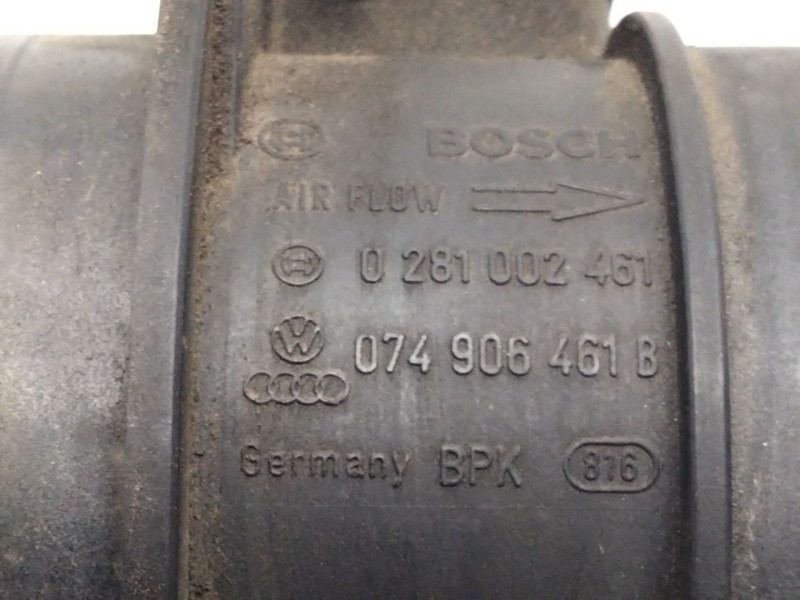 BOSCH
AIR FLOW
0 281 002 461
074 906 461 B
Germany BPK 816